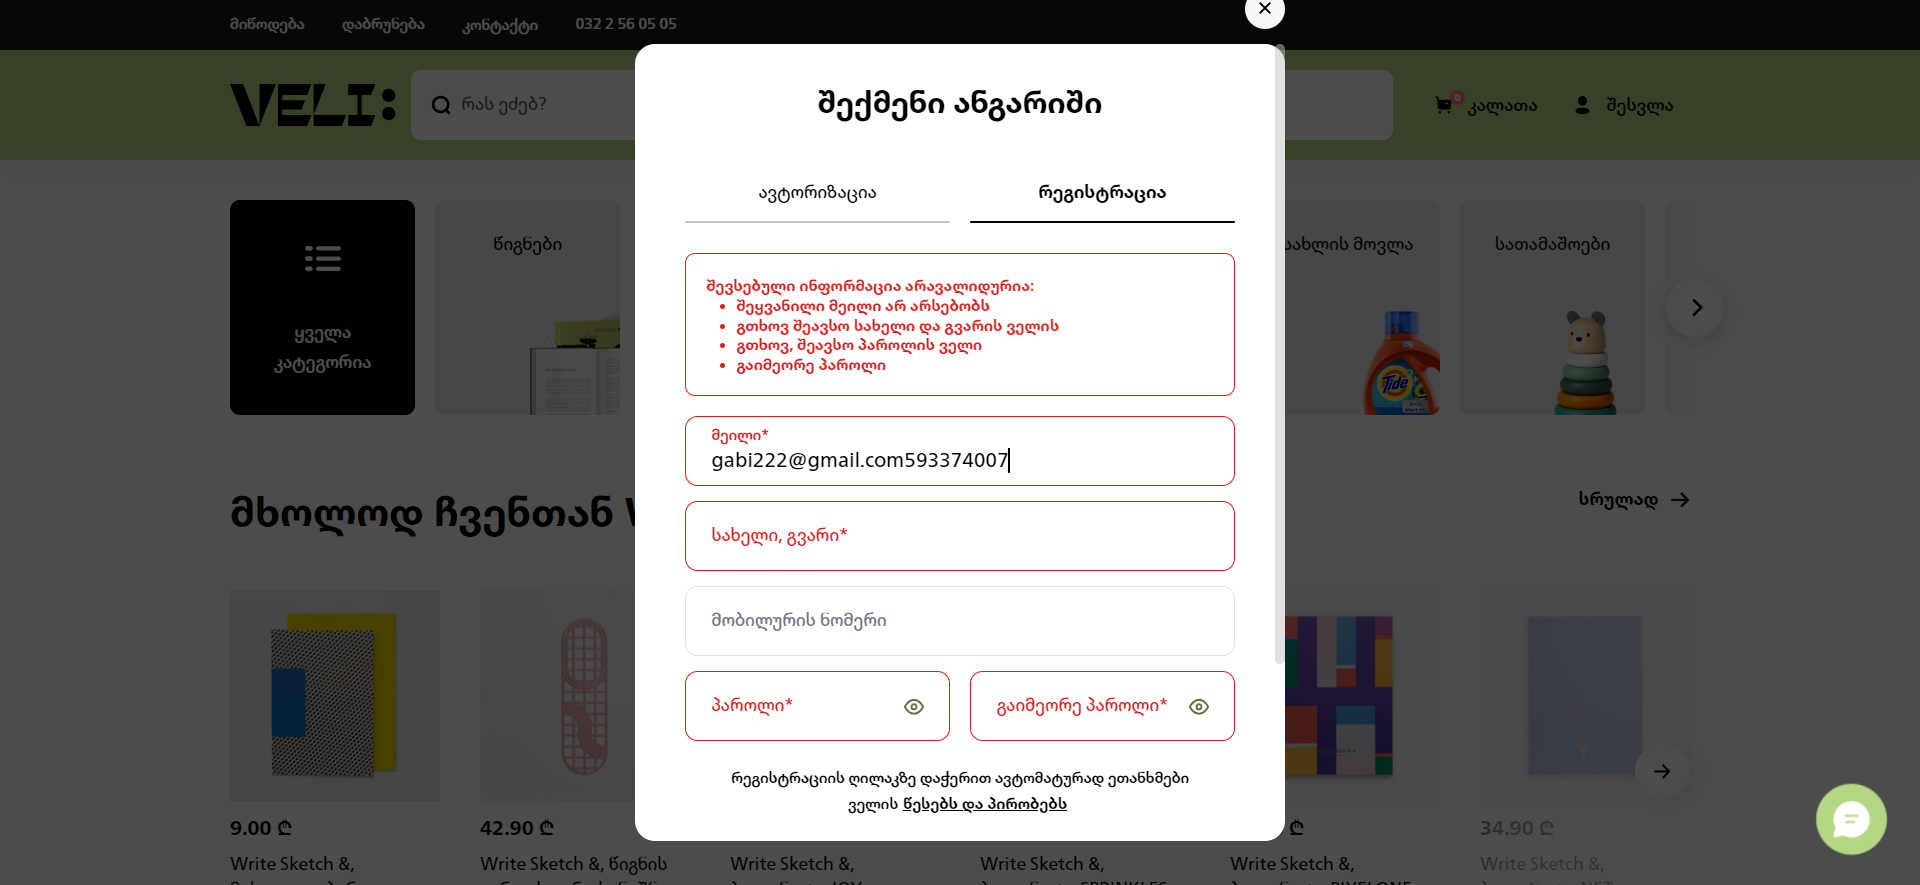 მიწოდება დაბრუნება კონტაქტი 032 2 56 05 05
VELI:
რას ეძებ?
0 კალათა შესვლა
შექმენი ანგარიში
ავტორიზაცია რეგისტრაცია
შევსებული ინფორმაცია არავალიდურია:
შეყვანილი მეილი არ არსებობს
გთხოვ შეავსო სახელი და გვარის ველის
გთხოვ, შეავსო პაროლის ველი
გაიმეორე პაროლი
მეილი*
gabi222@gmail.com593374007
სახელი, გვარი*
მობილურის ნომერი
პაროლი* გაიმეორე პაროლი*
რეგისტრაციის ღილაკზე დაჭერით ავტომატურად ეთანხმები
ველის წესებს და პირობებს
ყველა
კატეგორია
წიგნები
სახლის მოვლა
Tide
სათამაშოები
მხოლოდ ჩვენთან
სრულად
9.00 ₾
42.90 ₾
₾
34.90 ₾
Write Sketch &,
Write Sketch &, წიგნის
Write Sketch &,
Write Sketch &,
Write Sketch &,
Write Sketch &,